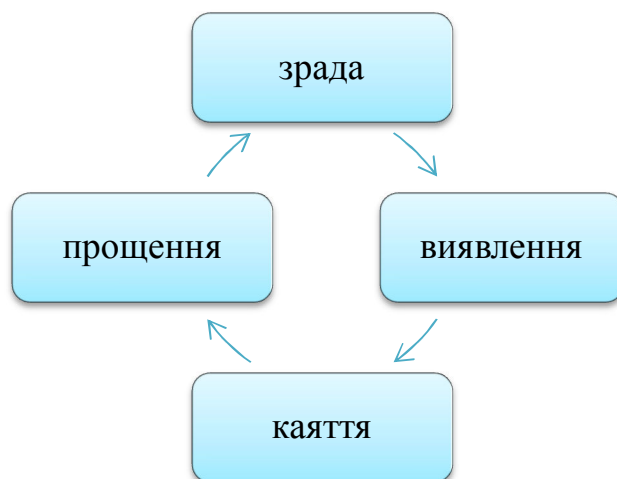 зрада
прощення
виявлення
каяття